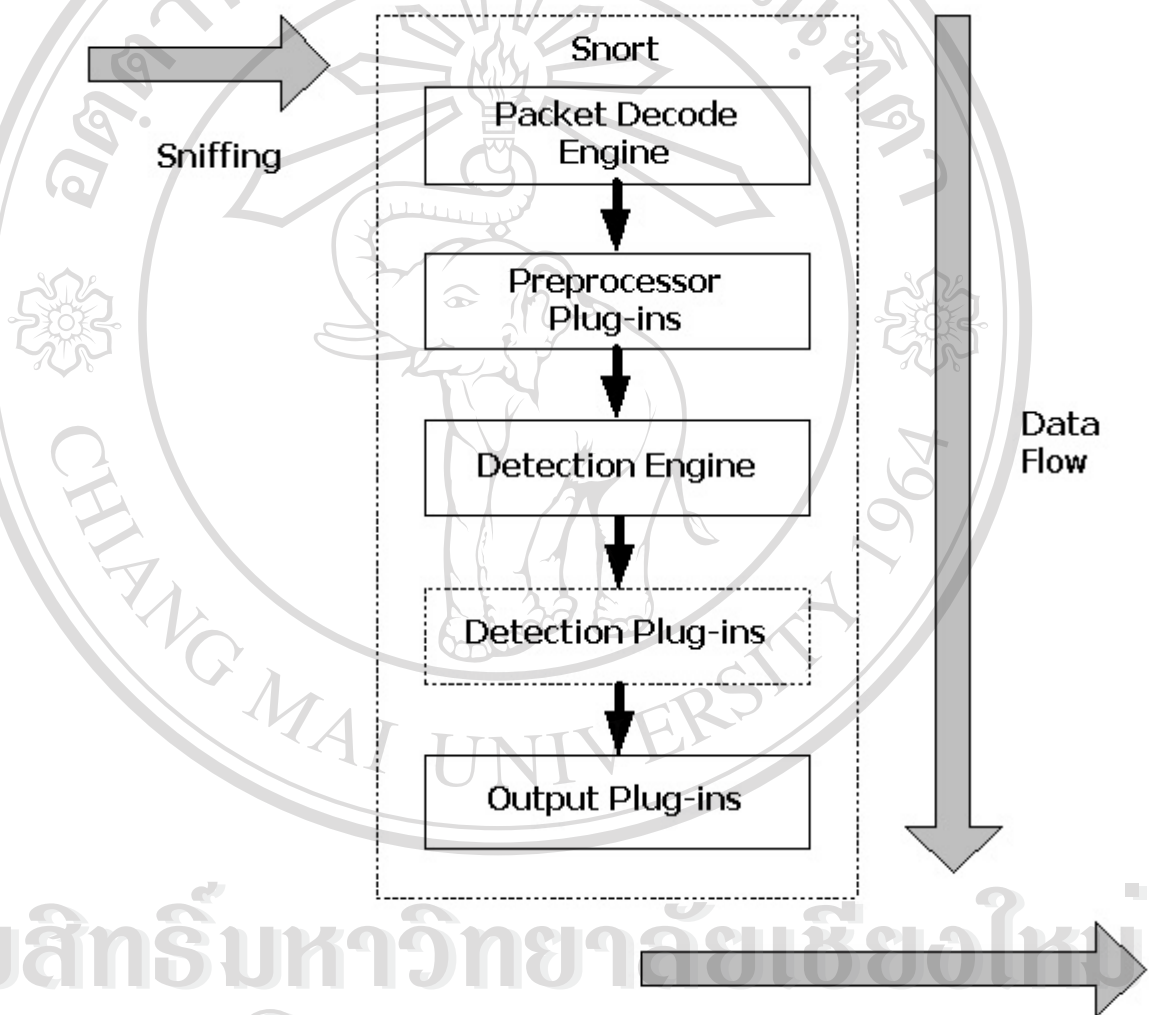 Snort
Packet Decode
Engine
Sniffing
Preprocessor
Plug-ins
Detection Engine
Data
Flow
Detection Plug-ins
Output Plug-ins
CHIANG MAI UNIVERSITY 1964
สิทธิ์มหาวิทยาลัยเชียงใหม่